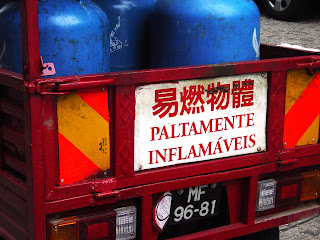 易燃物體
PALTAMENTE
INFLAMÁVEIS
MF
96-81